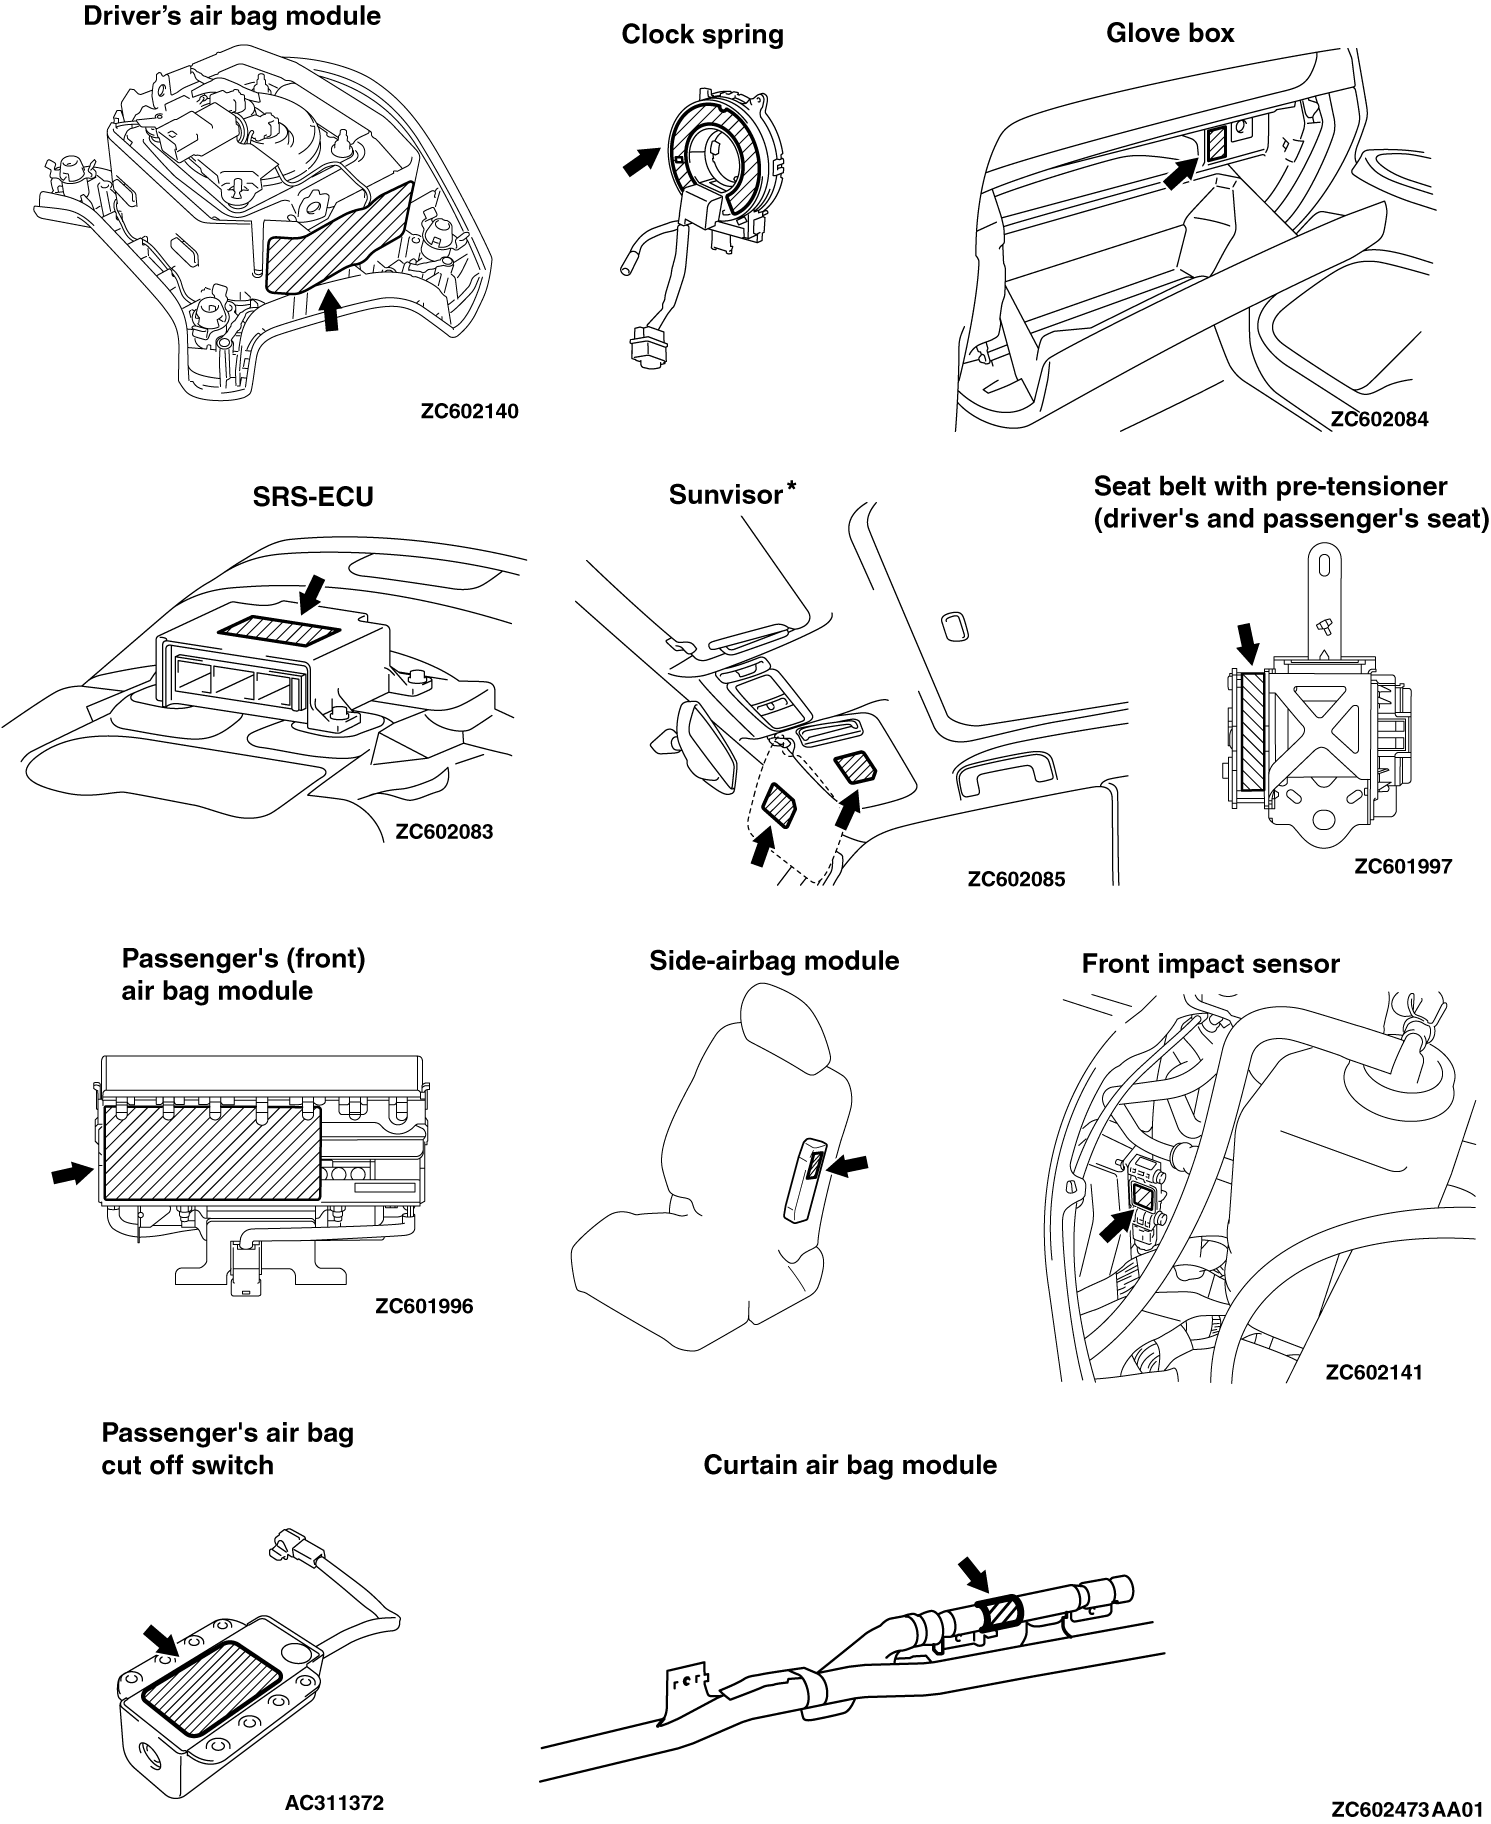 Driver’s air bag module
Clock spring
Glove box
ZC602140
ZC602084
SRS-ECU
Sunvisor*
Seat belt with pre-tensioner
(driver's and passenger's seat)
ZC602083
ZC602085
ZC601997
Passenger's (front)
air bag module
Side-airbag module
Front impact sensor
ZC601996
ZC602141
Passenger's air bag
cut off switch
Curtain air bag module
AC311372
ZC602473AA01